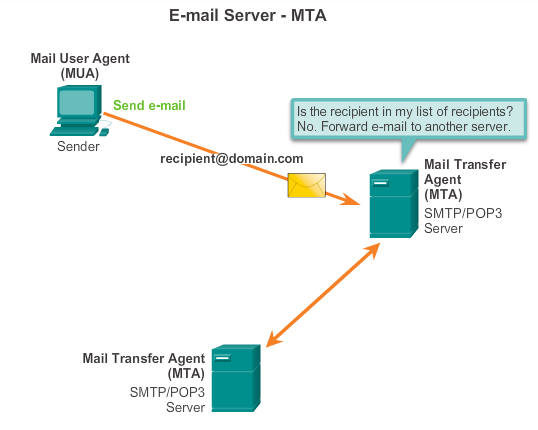 E-mail Server - MTA
Mail User Agent
(MUA)
Send e-mail
Sender
recipient@domain.com
Is the recipient in my list of recipients?
No. Forward e-mail to another server.
Mail Transfer
Agent
(MTA)
SMTP/POP3
Server
Mail Transfer Agent
(MTA)
SMTP/POP3
Server